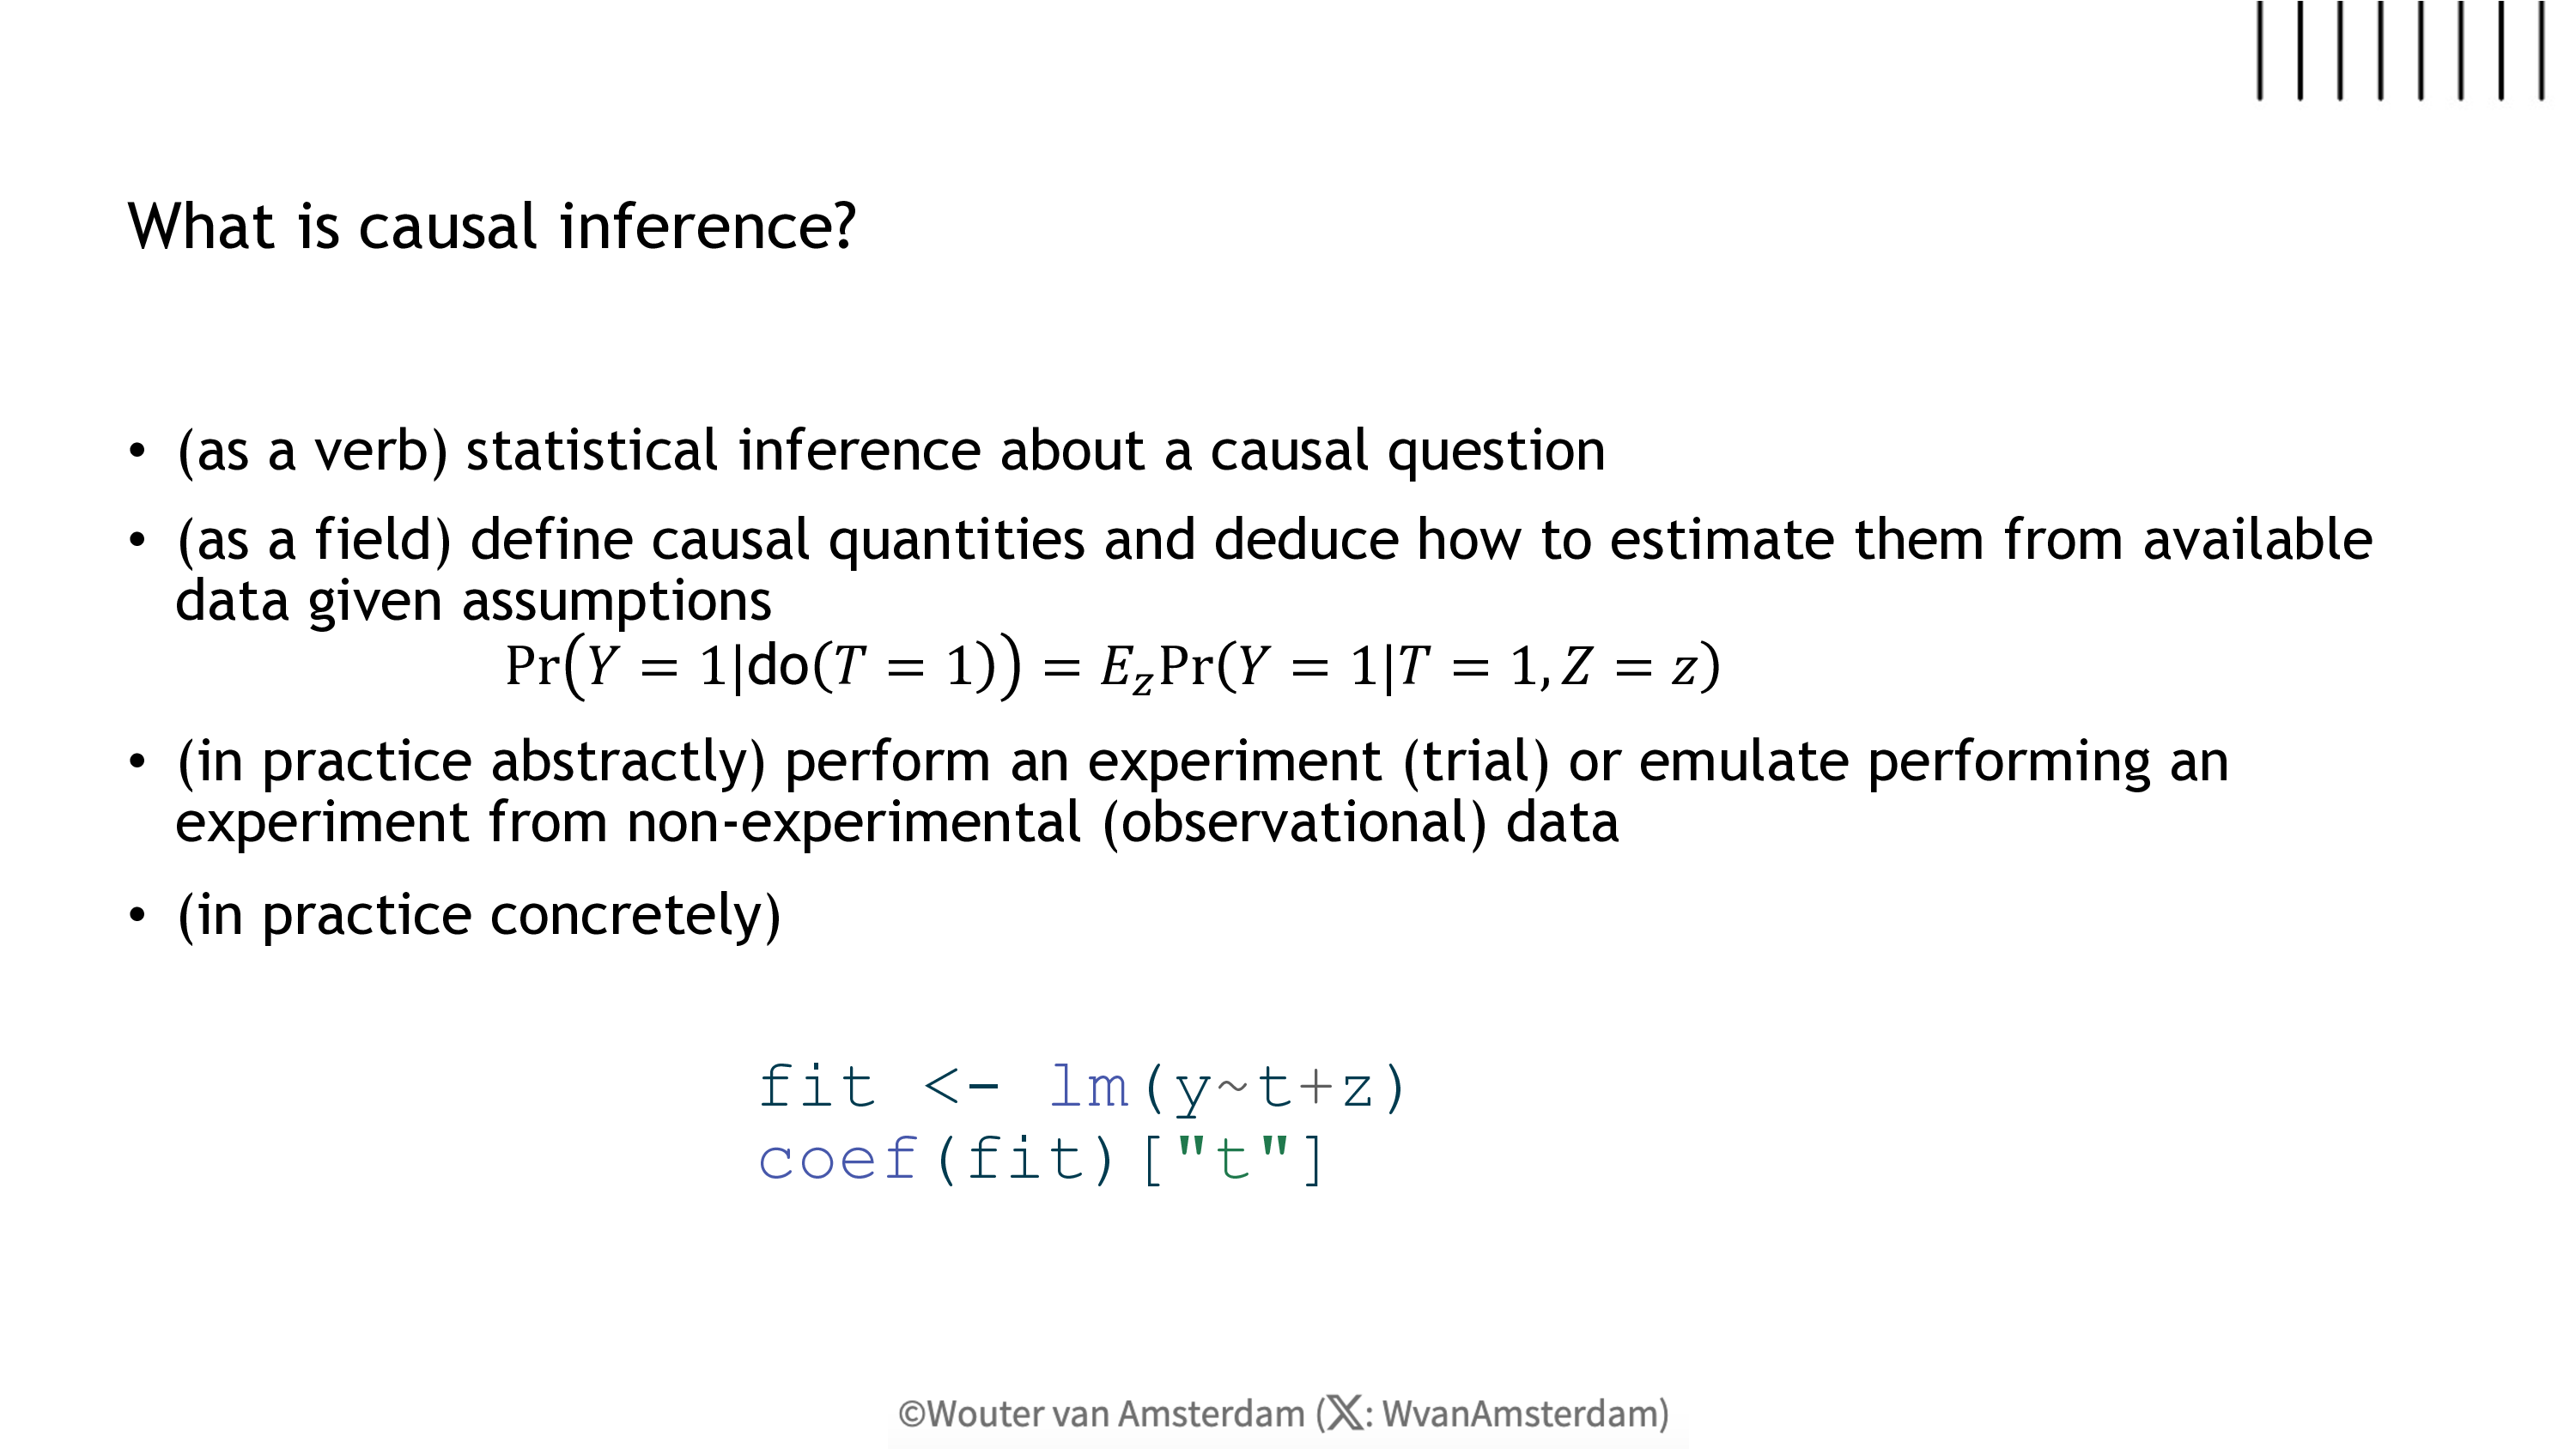 What is causal inference?
• (as a verb) statistical inference about a causal question
• (as a field) define causal quantities and deduce how to estimate them from available
data given assumptions
Pr(Y = 1|do(T = 1)) = E_z Pr(Y = 1|T = 1, Z = z)
• (in practice abstractly) perform an experiment (trial) or emulate performing an
experiment from non-experimental (observational) data
• (in practice concretely)
fit <- lm(y~t+z)
coef(fit)["t"]
©Wouter van Amsterdam (𝕏: WvanAmsterdam)